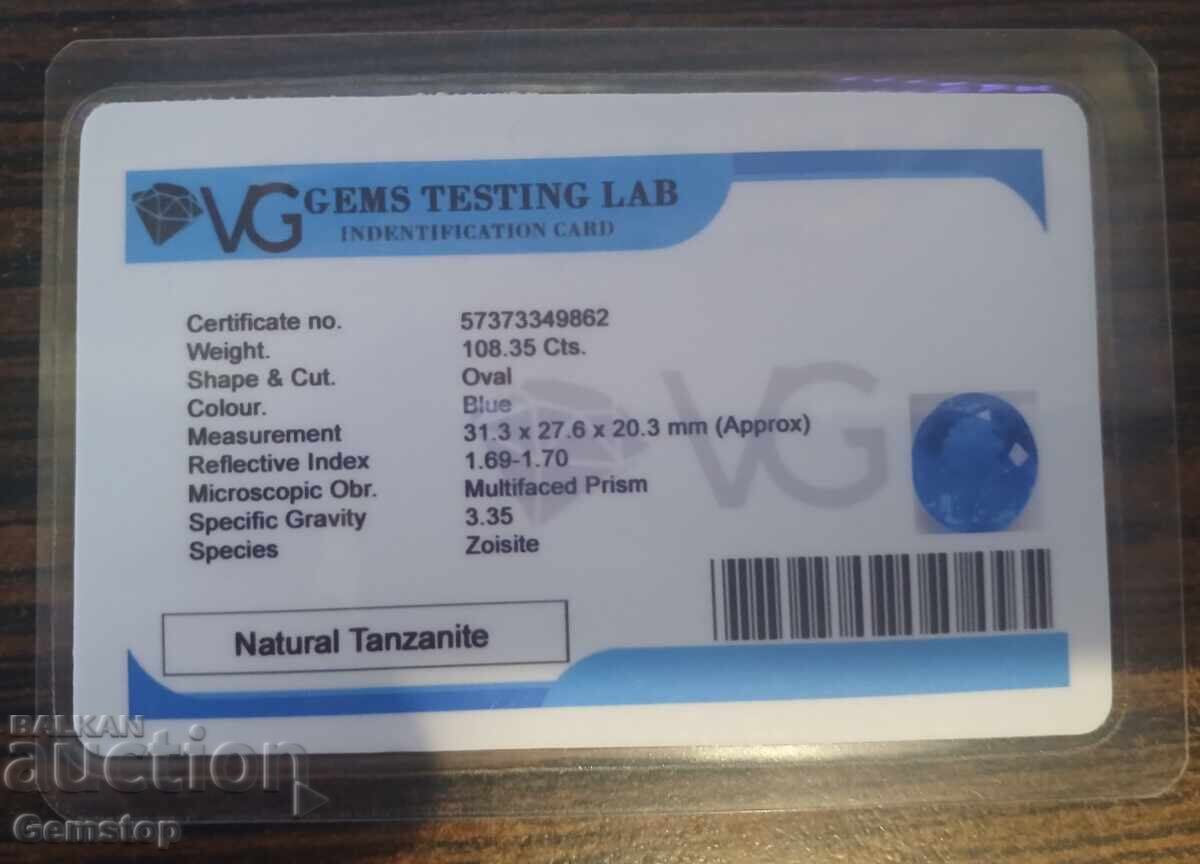 VG GEMS TESTING LAB
INDENTIFICATION CARD
Certificate no. 57373349862
Weight. 108.35 Cts.
Shape & Cut. Oval
Colour. Blue
Measurement 31.3 x 27.6 x 20.3 mm (Approx)
Reflective Index 1.69-1.70
Microscopic Obr. Multifaced Prism
Specific Gravity 3.35
Species Zoisite
VG
Natural Tanzanite
BALKAN
auction
Gemstop